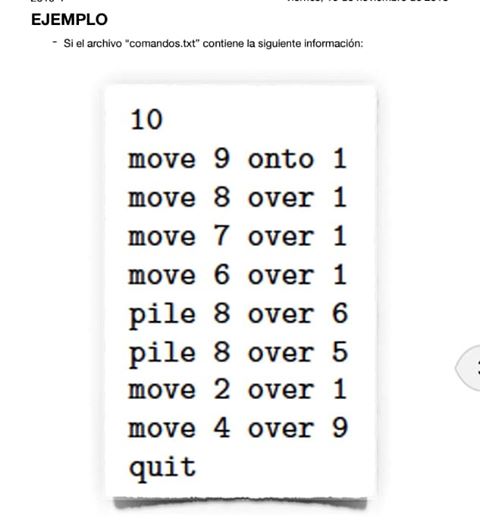 EJEMPLO
- Si el archivo “comandos.txt” contiene la siguiente información:
10
move 9 onto 1
move 8 over 1
move 7 over 1
move 6 over 1
pile 8 over 6
pile 8 over 5
move 2 over 1
move 4 over 9
quit